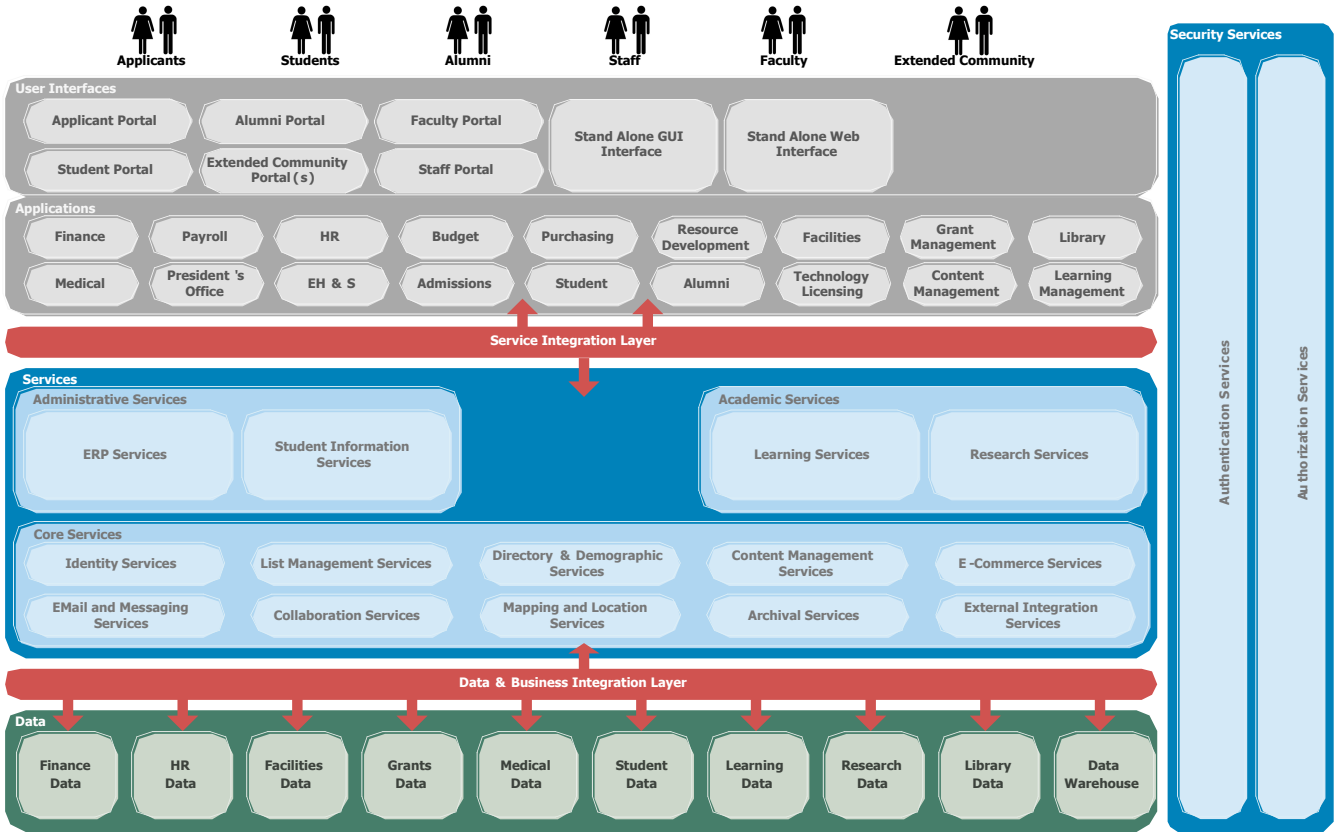 Applicants
Students
Alumni
Staff
Faculty
Extended Community
Security Services
User Interfaces
Applicant Portal
Alumni Portal
Faculty Portal
Stand Alone GUI
Interface
Stand Alone Web
Interface
Student Portal
Extended Community
Portal (s)
Staff Portal
Applications
Finance
Payroll
HR
Budget
Purchasing
Resource
Development
Facilities
Grant
Management
Library
Medical
President 's
Office
EH & S
Admissions
Student
Alumni
Technology
Licensing
Content
Management
Learning
Management
Service Integration Layer
Services
Administrative Services
ERP Services
Student Information
Services
Academic Services
Learning Services
Research Services
Core Services
Identity Services
List Management Services
Directory & Demographic
Services
Content Management
Services
E -Commerce Services
EMail and Messaging
Services
Collaboration Services
Mapping and Location
Services
Archival Services
External Integration
Services
Data & Business Integration Layer
Data
Finance
Data
HR
Data
Facilities
Data
Grants
Data
Medical
Data
Student
Data
Learning
Data
Research
Data
Library
Data
Data
Warehouse
Authentication Services
Authorization Services